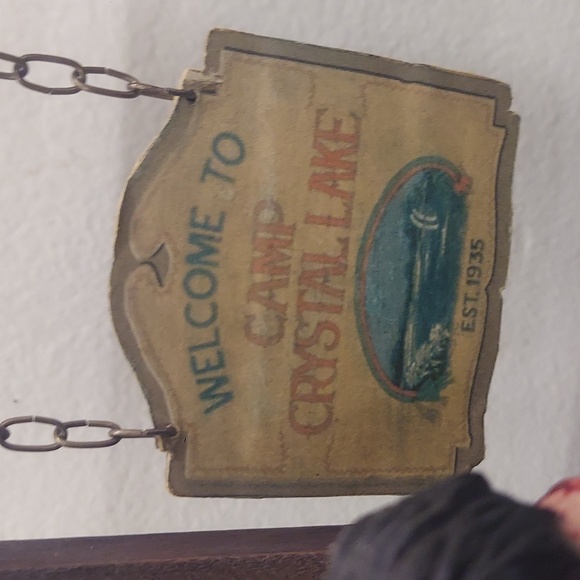 WELCOME TO
CAMP
CRYSTAL LAKE
EST. 1935